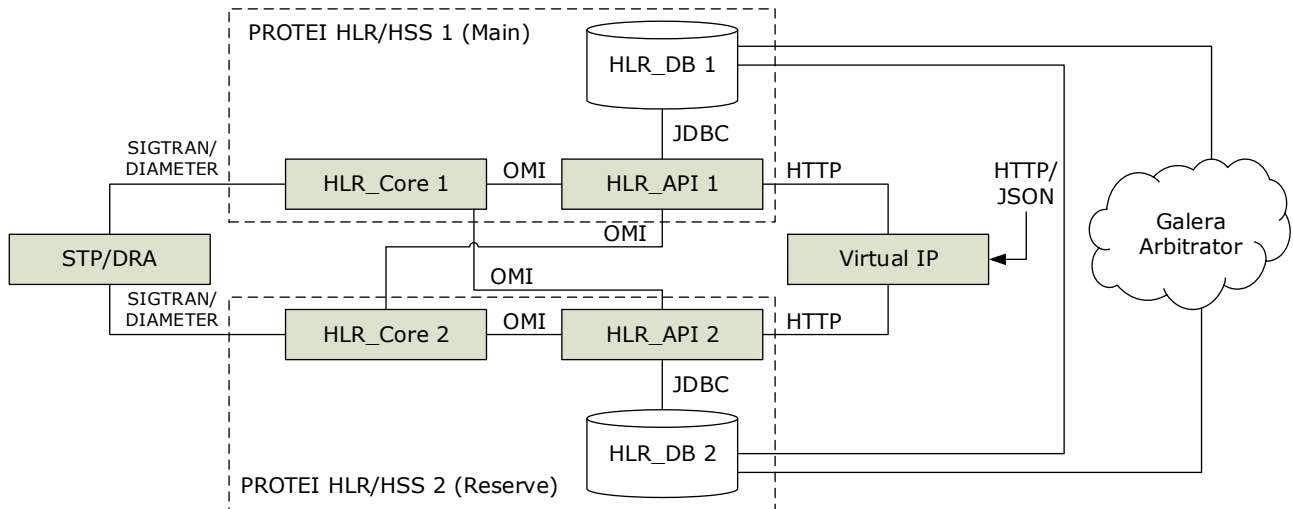 PROTEI HLR/HSS 1 (Main)
HLR_DB 1
JDBC
SIGTRAN/
DIAMETER
HLR_Core 1
OMI
HLR_API 1
HTTP
HTTP/
JSON
Galera
Arbitrator
OMI
STP/DRA
Virtual IP
OMI
SIGTRAN/
DIAMETER
HLR_Core 2
OMI
HLR_API 2
HTTP
JDBC
HLR_DB 2
PROTEI HLR/HSS 2 (Reserve)